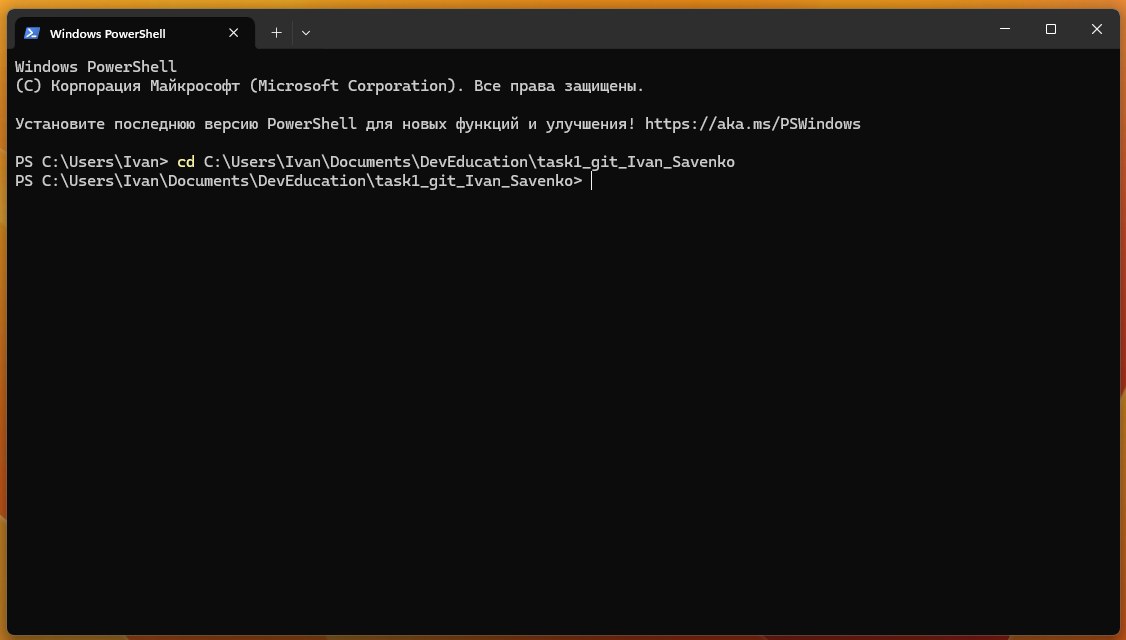 Windows PowerShell
Windows PowerShell
(C) Корпорация Майкрософт (Microsoft Corporation). Все права защищены.
Установите последнюю версию PowerShell для новых функций и улучшения! https://aka.ms/PSWindows
PS C:\Users\Ivan> cd C:\Users\Ivan\Documents\DevEducation\task1_git_Ivan_Savenko
PS C:\Users\Ivan\Documents\DevEducation\task1_git_Ivan_Savenko>